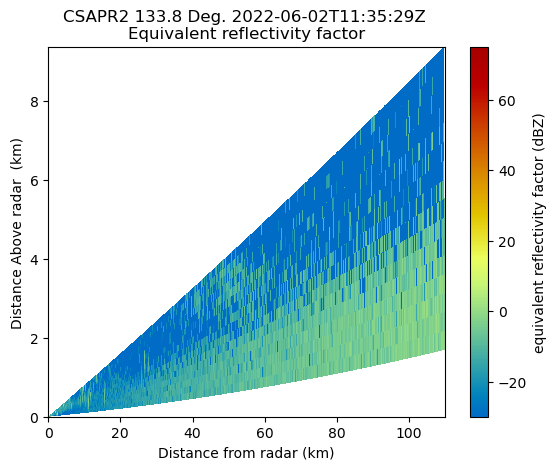 CSAPR2 133.8 Deg. 2022-06-02T11:35:29Z
Equivalent reflectivity factor
Distance Above radar  (km)
8
6
4
2
0
0 20 40 60 80 100
Distance from radar (km)
60
40
20
0
−20
equivalent reflectivity factor (dBZ)